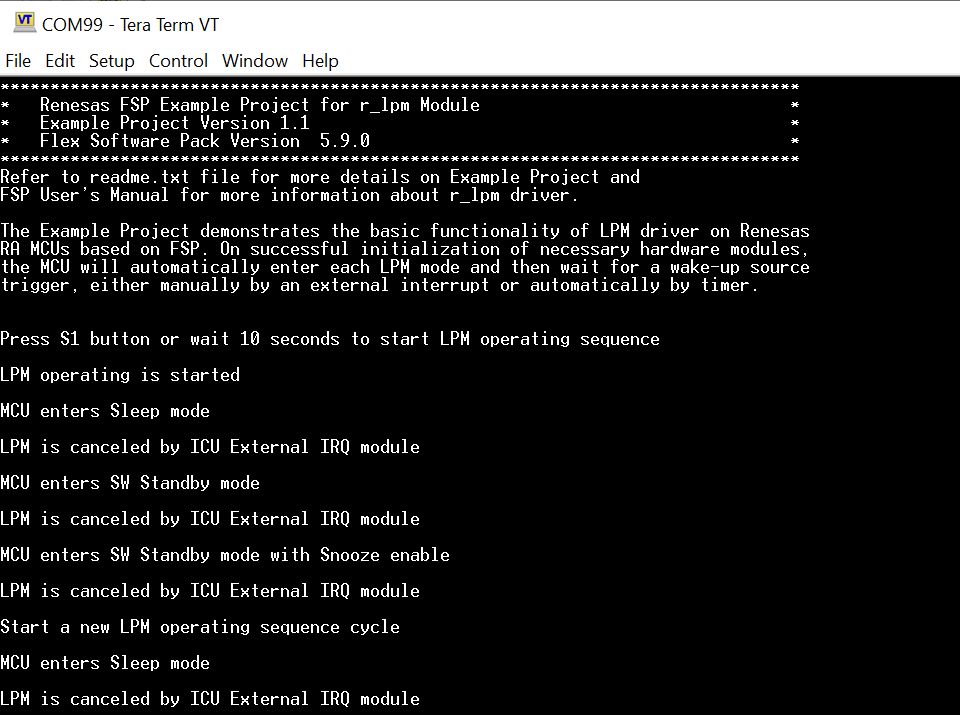 VT COM99 - Tera Term VT
File Edit Setup Control Window Help
********************************************************************************
*   Renesas FSP Example Project for r_lpm Module                               *
*   Example Project Version 1.1                                                *
*   Flex Software Pack Version  5.9.0                                          *
********************************************************************************
Refer to readme.txt file for more details on Example Project and
FSP User's Manual for more information about r_lpm driver.
The Example Project demonstrates the basic functionality of LPM driver on Renesas
RA MCUs based on FSP. On successful initialization of necessary hardware modules,
the MCU will automatically enter each LPM mode and then wait for a wake-up source
trigger, either manually by an external interrupt or automatically by timer.
Press S1 button or wait 10 seconds to start LPM operating sequence
LPM operating is started
MCU enters Sleep mode
LPM is canceled by ICU External IRQ module
MCU enters SW Standby mode
LPM is canceled by ICU External IRQ module
MCU enters SW Standby mode with Snooze enable
LPM is canceled by ICU External IRQ module
Start a new LPM operating sequence cycle
MCU enters Sleep mode
LPM is canceled by ICU External IRQ module